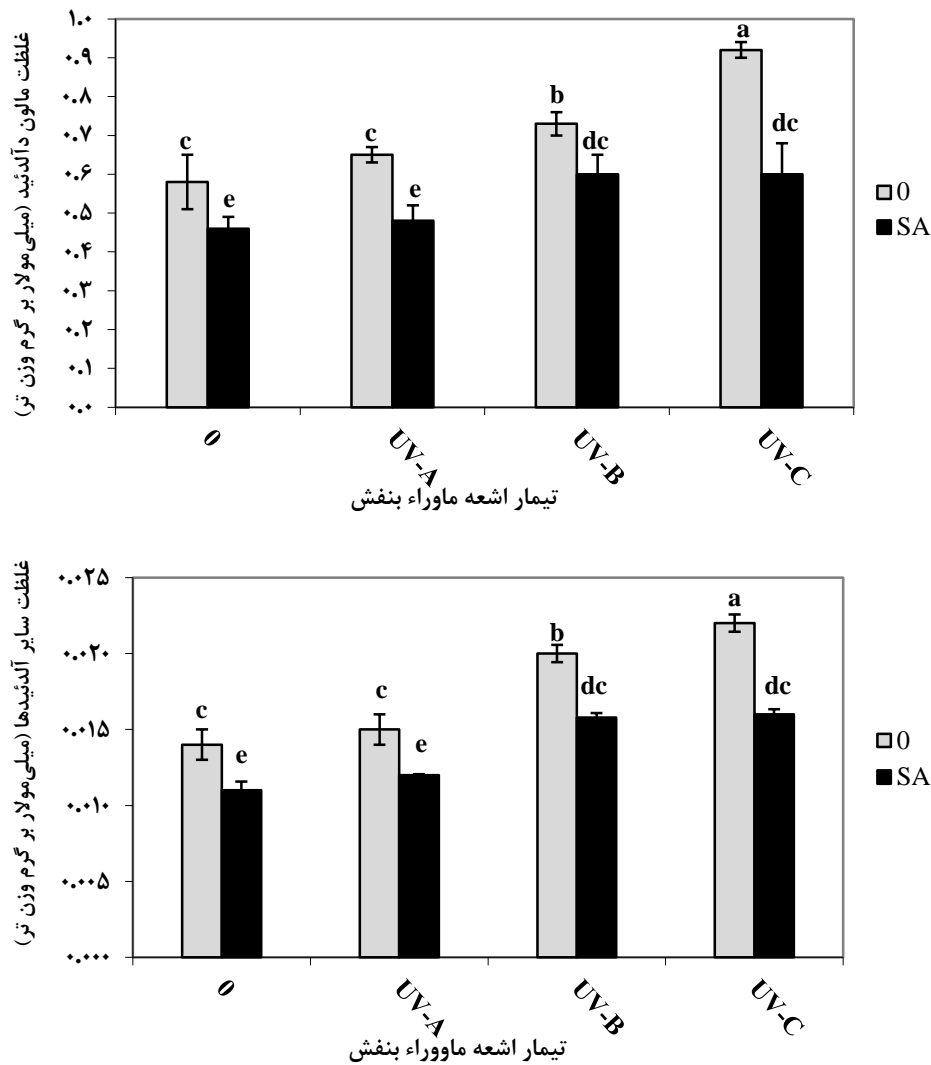 غلظت مالون دآلدئید (میلی‌مولار بر گرم وزن تر)
۱.۰
۰.۹
۰.۸
۰.۷
۰.۶
۰.۵
۰.۴
۰.۳
۰.۲
۰.۱
۰.۰
c
e
c
e
b
dc
a
dc
0
SA
0
UV-A
UV-B
UV-C
تیمار اشعه ماوراء بنفش
غلظت سایر آلدئیدها (میلی‌مولار بر گرم وزن تر)
۰.۰۲۵
۰.۰۲۰
۰.۰۱۵
۰.۰۱۰
۰.۰۰۵
۰.۰۰۰
c
e
c
e
b
dc
a
dc
0
SA
0
UV-A
UV-B
UV-C
تیمار اشعه ماووراء بنفش